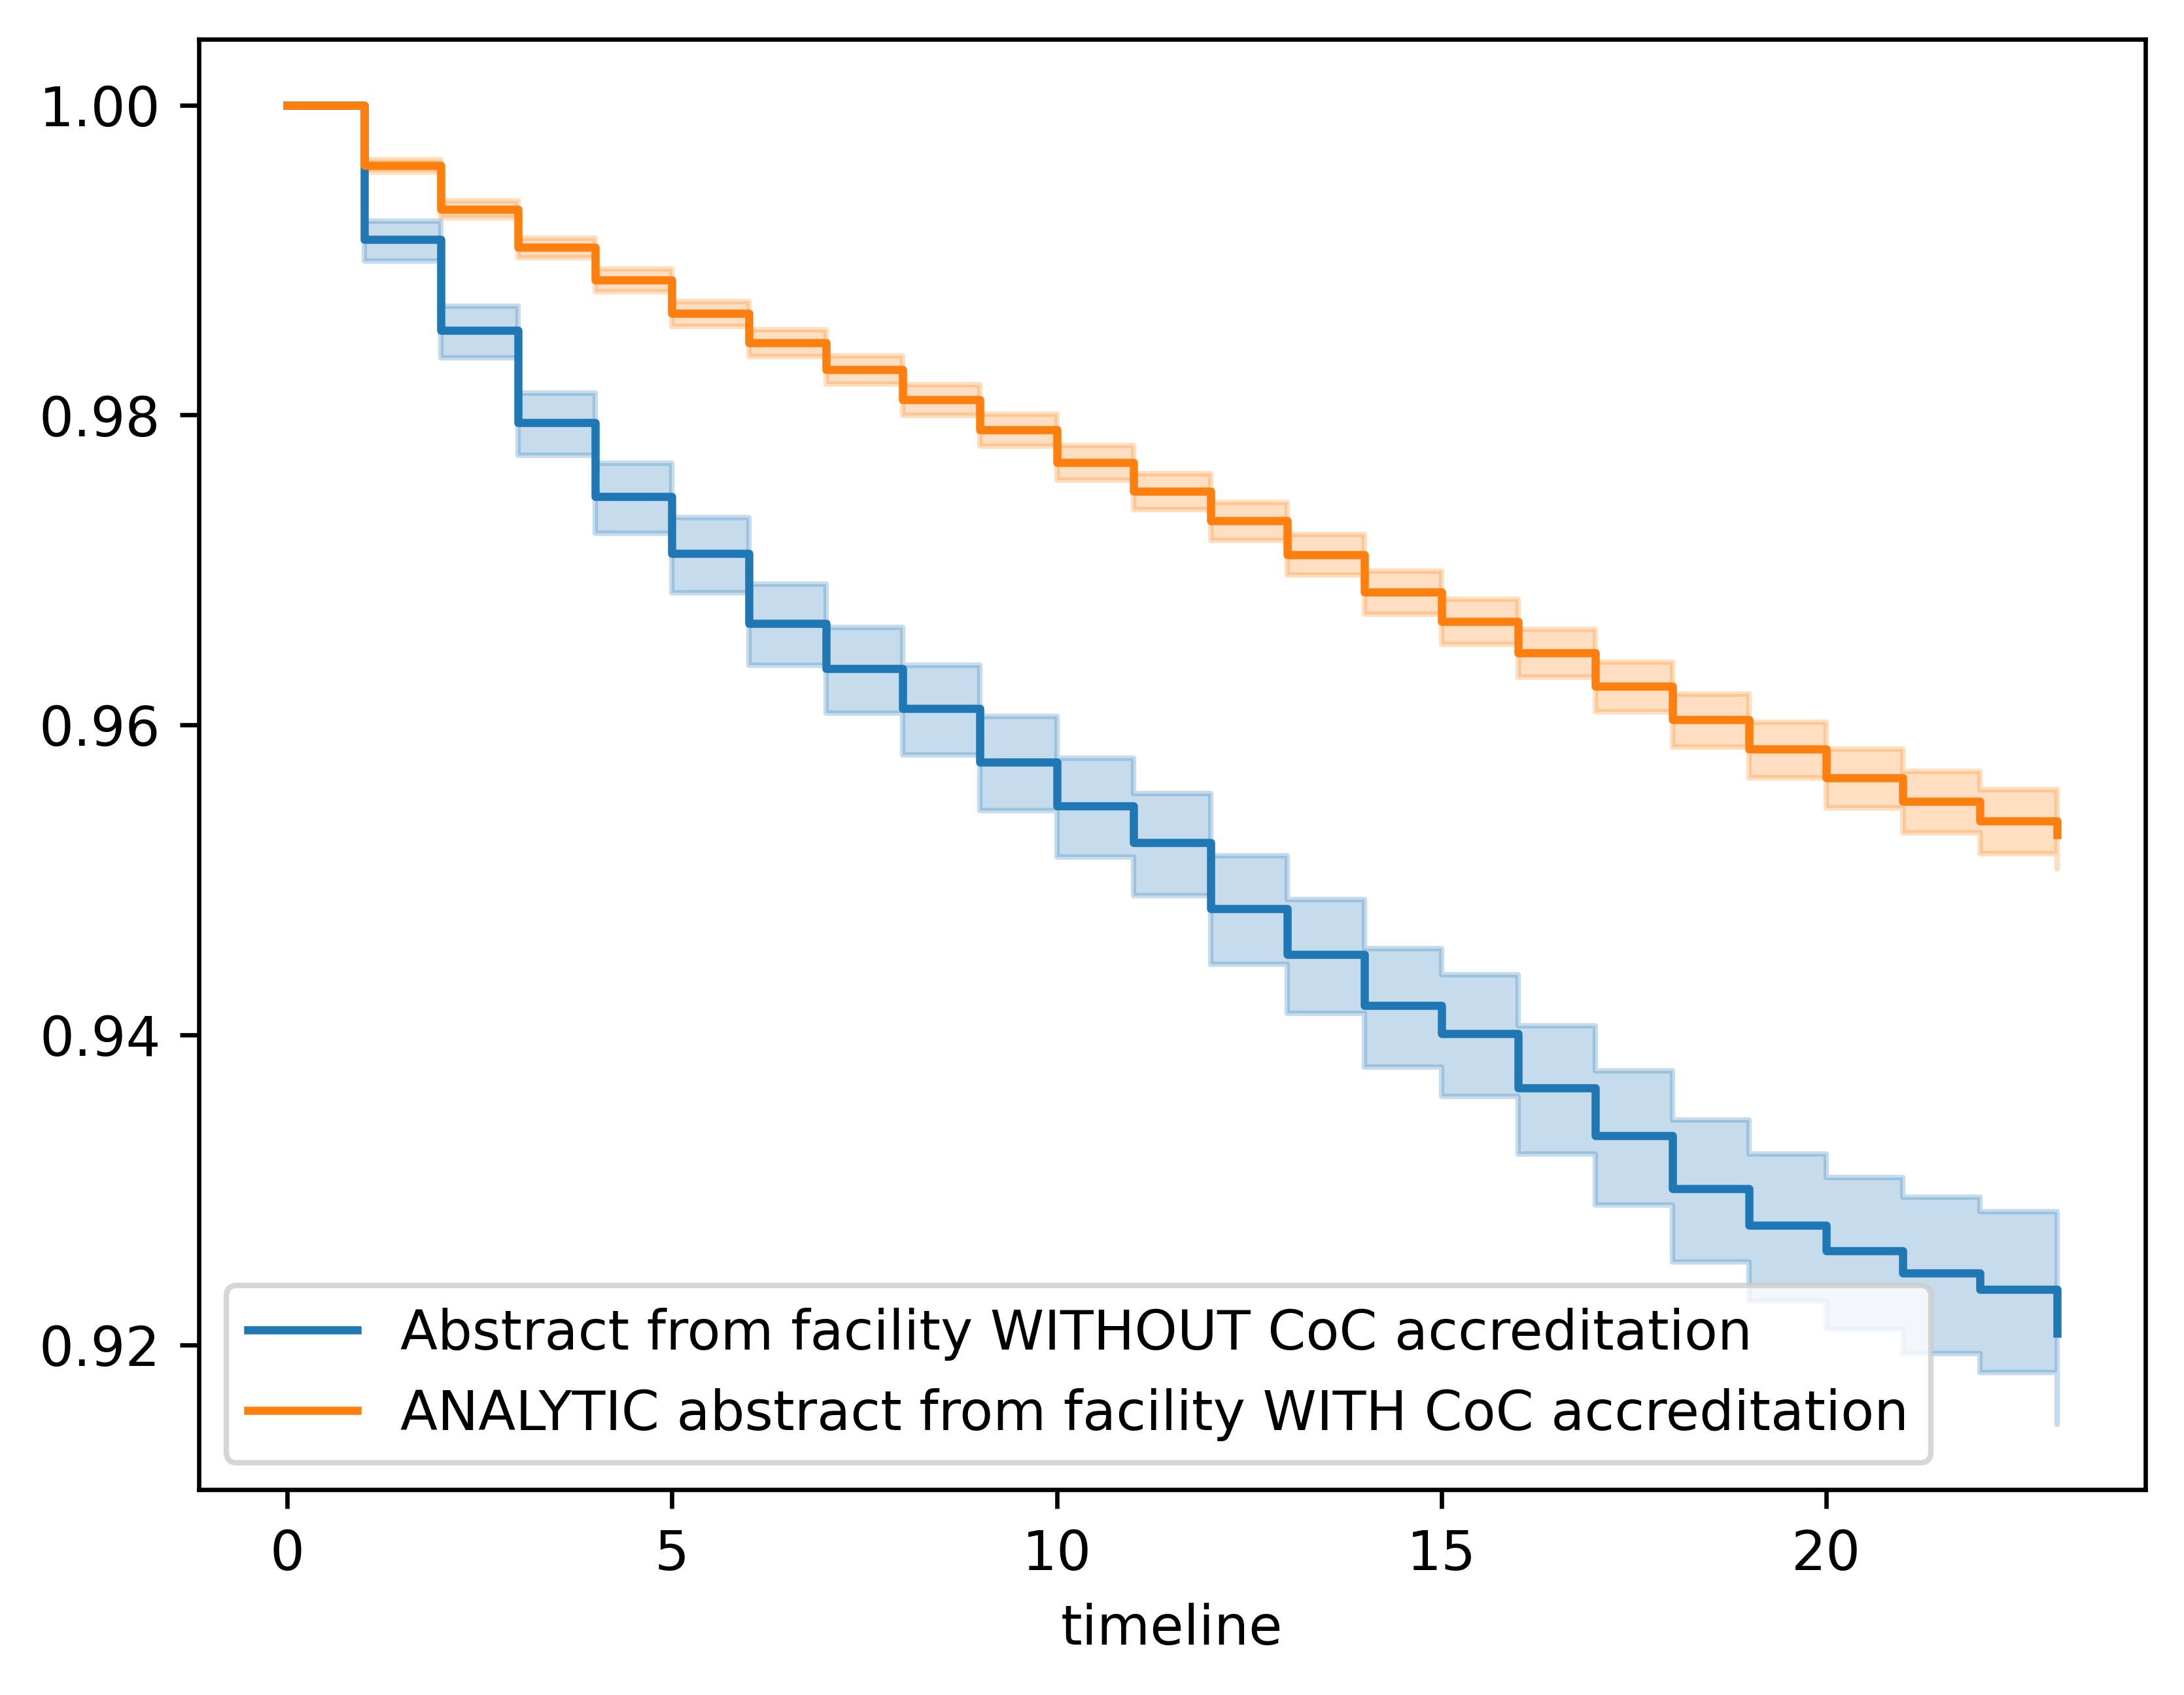 1.00
0.98
0.96
0.94
0.92
Abstract from facility WITHOUT CoC accreditation
ANALYTIC abstract from facility WITH CoC accreditation
0 5 10 15 20
timeline